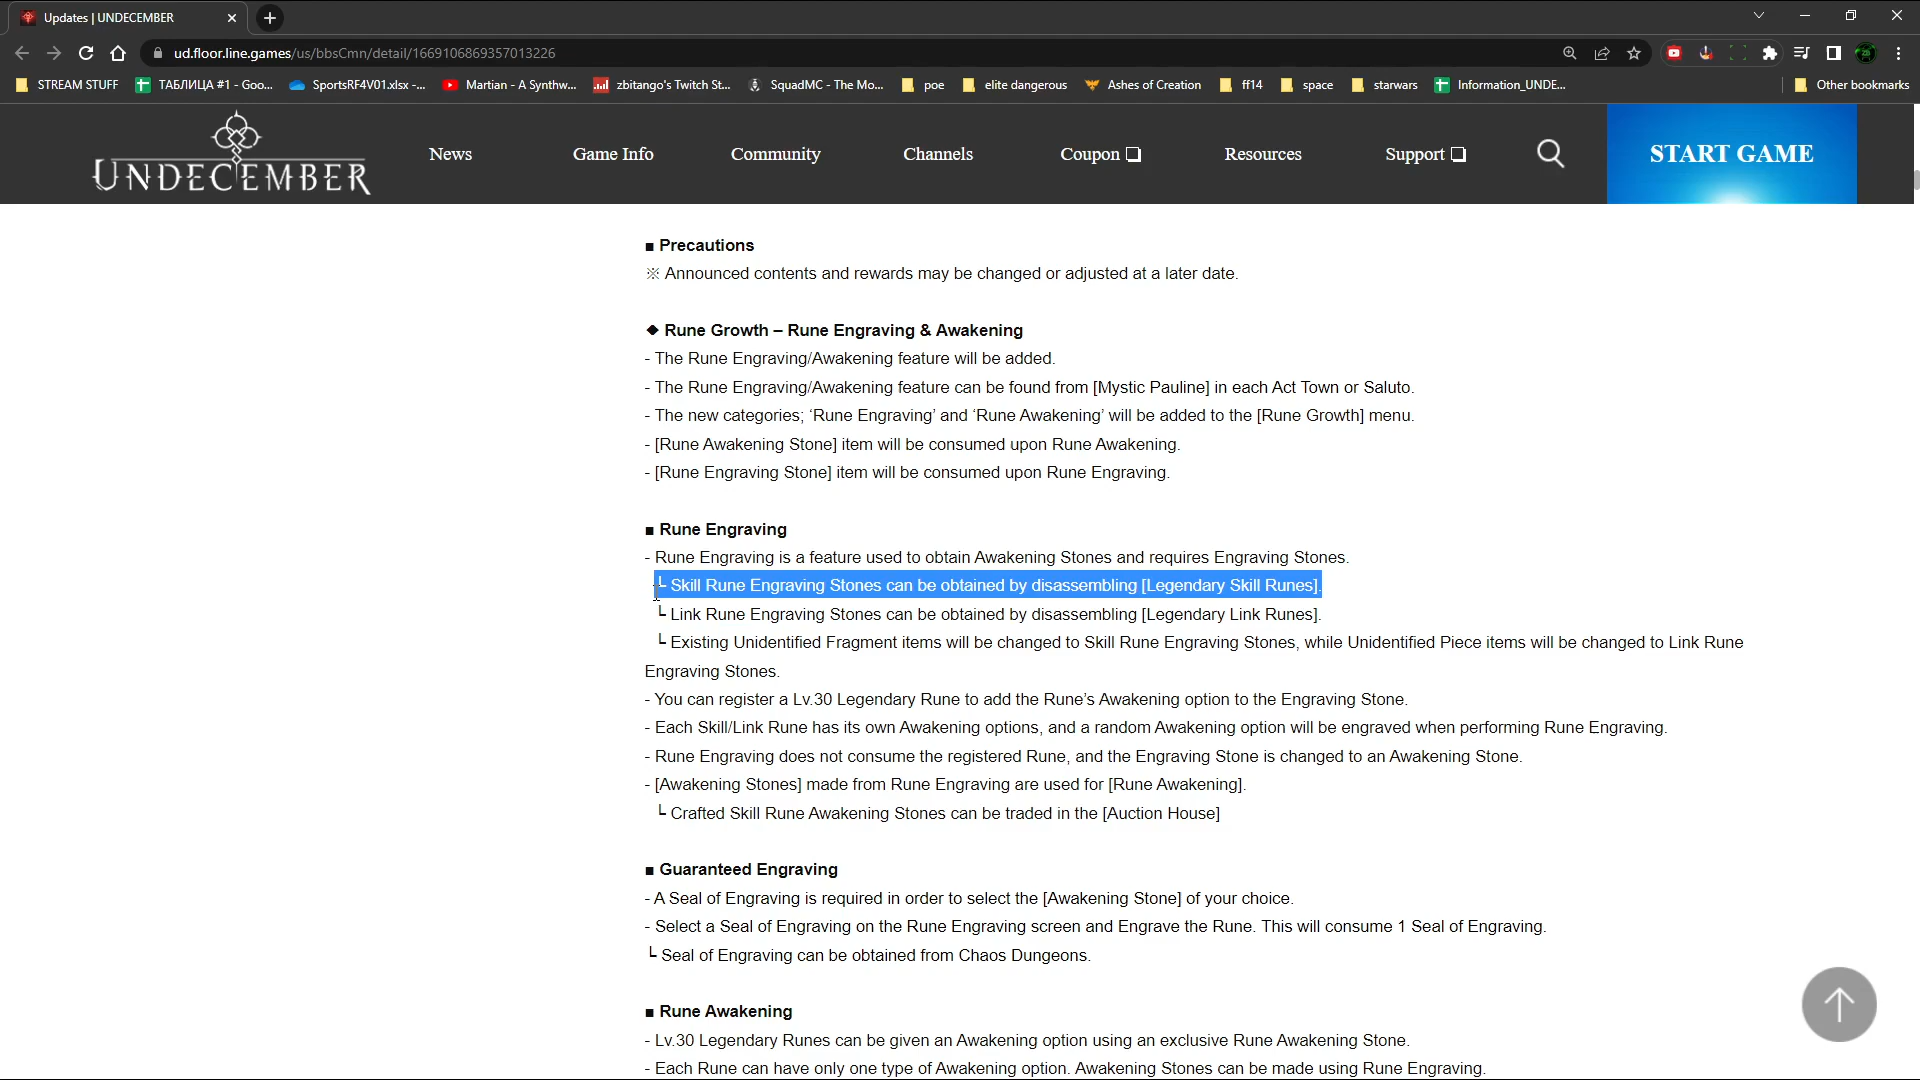 Updates | UNDECEMBER
ud.floor.line.games/us/bbsCmn/detail/1669106869357013226
STREAM STUFF ТАБЛИЦА #1 - Goo... SportsRF4V01.xlsx -... Martian - A Synthw... zbitango's Twitch St... SquadMC - The Mo... poe elite dangerous Ashes of Creation ff14 space starwars Information_UNDE... Other bookmarks
UNDECEMBER News Game Info Community Channels Coupon ❏ Resources Support ❏ START GAME
■ Precautions
※ Announced contents and rewards may be changed or adjusted at a later date.
◆ Rune Growth – Rune Engraving & Awakening
- The Rune Engraving/Awakening feature will be added.
- The Rune Engraving/Awakening feature can be found from [Mystic Pauline] in each Act Town or Saluto.
- The new categories; ‘Rune Engraving’ and ‘Rune Awakening’ will be added to the [Rune Growth] menu.
- [Rune Awakening Stone] item will be consumed upon Rune Awakening.
- [Rune Engraving Stone] item will be consumed upon Rune Engraving.
■ Rune Engraving
- Rune Engraving is a feature used to obtain Awakening Stones and requires Engraving Stones.
└ Skill Rune Engraving Stones can be obtained by disassembling [Legendary Skill Runes].
└ Link Rune Engraving Stones can be obtained by disassembling [Legendary Link Runes].
└ Existing Unidentified Fragment items will be changed to Skill Rune Engraving Stones, while Unidentified Piece items will be changed to Link Rune
Engraving Stones.
- You can register a Lv.30 Legendary Rune to add the Rune’s Awakening option to the Engraving Stone.
- Each Skill/Link Rune has its own Awakening options, and a random Awakening option will be engraved when performing Rune Engraving.
- Rune Engraving does not consume the registered Rune, and the Engraving Stone is changed to an Awakening Stone.
- [Awakening Stones] made from Rune Engraving are used for [Rune Awakening].
└ Crafted Skill Rune Awakening Stones can be traded in the [Auction House]
■ Guaranteed Engraving
- A Seal of Engraving is required in order to select the [Awakening Stone] of your choice.
- Select a Seal of Engraving on the Rune Engraving screen and Engrave the Rune. This will consume 1 Seal of Engraving.
└ Seal of Engraving can be obtained from Chaos Dungeons.
■ Rune Awakening
- Lv.30 Legendary Runes can be given an Awakening option using an exclusive Rune Awakening Stone.
- Each Rune can have only one type of Awakening option. Awakening Stones can be made using Rune Engraving.